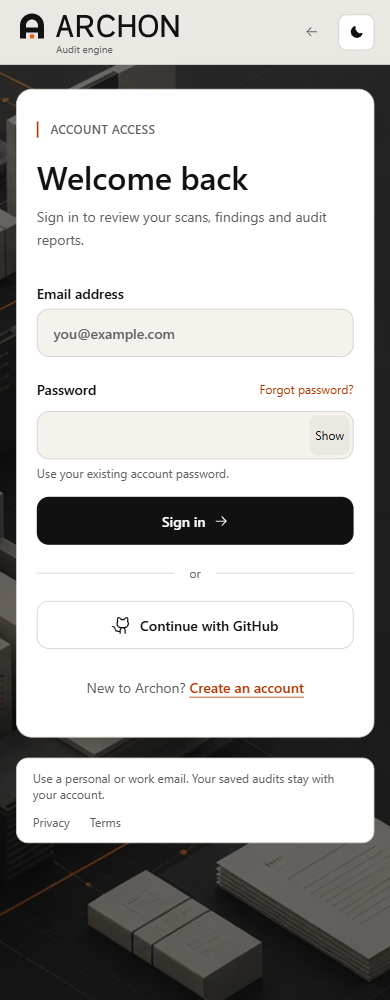 ARCHON
Audit engine
ACCOUNT ACCESS
Welcome back
Sign in to review your scans, findings and audit
reports.
Email address
you@example.com
Password
Forgot password?
Show
Use your existing account password.
Sign in →
or
Continue with GitHub
New to Archon? Create an account
Use a personal or work email. Your saved audits stay with
your account.
Privacy Terms